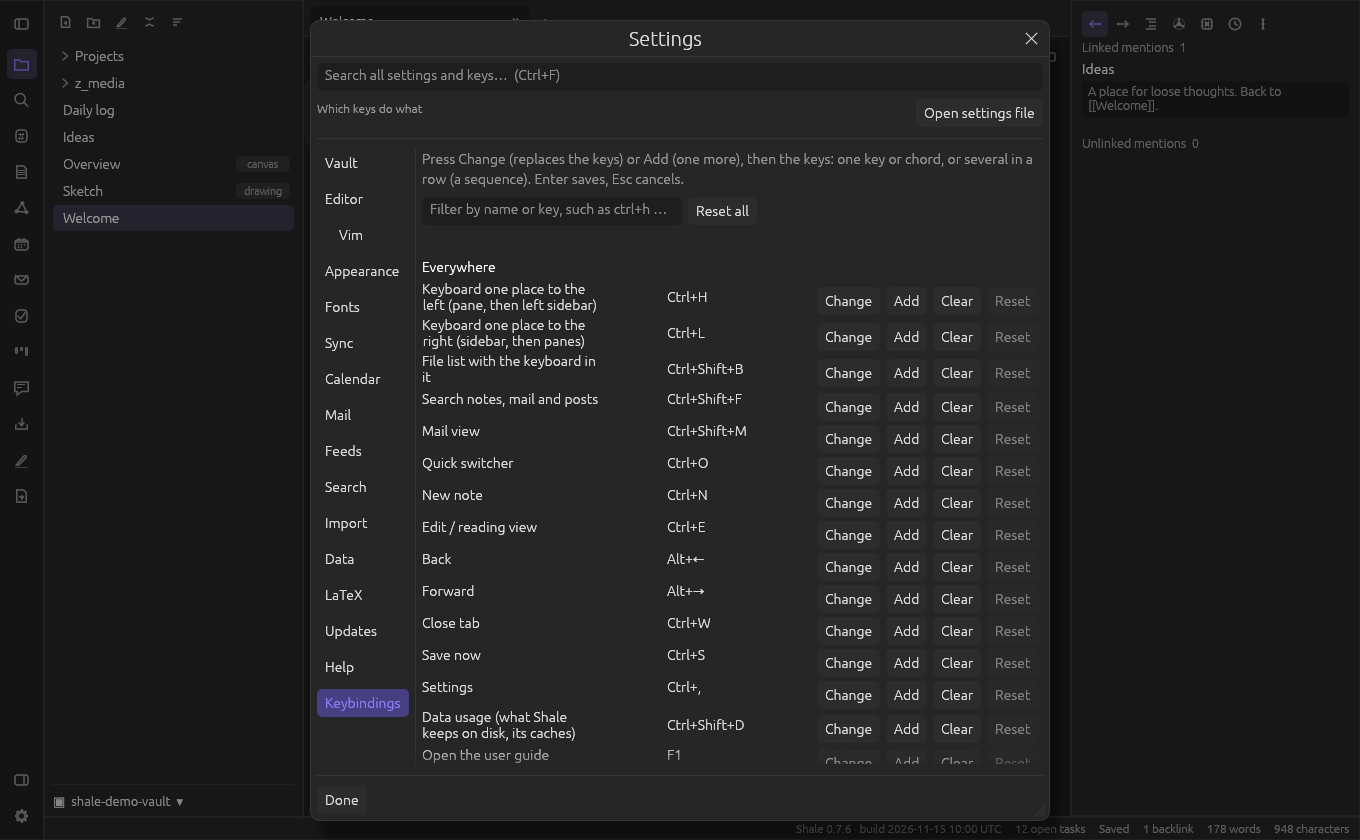 Settings
Search all settings and keys… (Ctrl+F)
Which keys do what
Open settings file
Projects
z_media
Daily log
Ideas
Overview canvas
Sketch drawing
Welcome
shale-demo-vault
Vault
Editor
Vim
Appearance
Fonts
Sync
Calendar
Mail
Feeds
Search
Import
Data
LaTeX
Updates
Help
Keybindings
Press Change (replaces the keys) or Add (one more), then the keys: one key or chord, or several in a
row (a sequence). Enter saves, Esc cancels.
Filter by name or key, such as ctrl+h …
Reset all
Everywhere
Keyboard one place to the
left (pane, then left sidebar)
Ctrl+H Change Add Clear Reset
Keyboard one place to the
right (sidebar, then panes)
Ctrl+L Change Add Clear Reset
File list with the keyboard in
it
Ctrl+Shift+B Change Add Clear Reset
Search notes, mail and posts Ctrl+Shift+F Change Add Clear Reset
Mail view Ctrl+Shift+M Change Add Clear Reset
Quick switcher Ctrl+O Change Add Clear Reset
New note Ctrl+N Change Add Clear Reset
Edit / reading view Ctrl+E Change Add Clear Reset
Back Alt+← Change Add Clear Reset
Forward Alt+→ Change Add Clear Reset
Close tab Ctrl+W Change Add Clear Reset
Save now Ctrl+S Change Add Clear Reset
Settings Ctrl+, Change Add Clear Reset
Data usage (what Shale
keeps on disk, its caches)
Ctrl+Shift+D Change Add Clear Reset
Open the user guide F1 Change Add Clear Reset
Done
Linked mentions 1
Ideas
A place for loose thoughts. Back to
[[Welcome]].
Unlinked mentions 0
Shale 0.7.6 · build 2026-11-15 10:00 UTC 12 open tasks Saved 1 backlink 178 words 948 characters